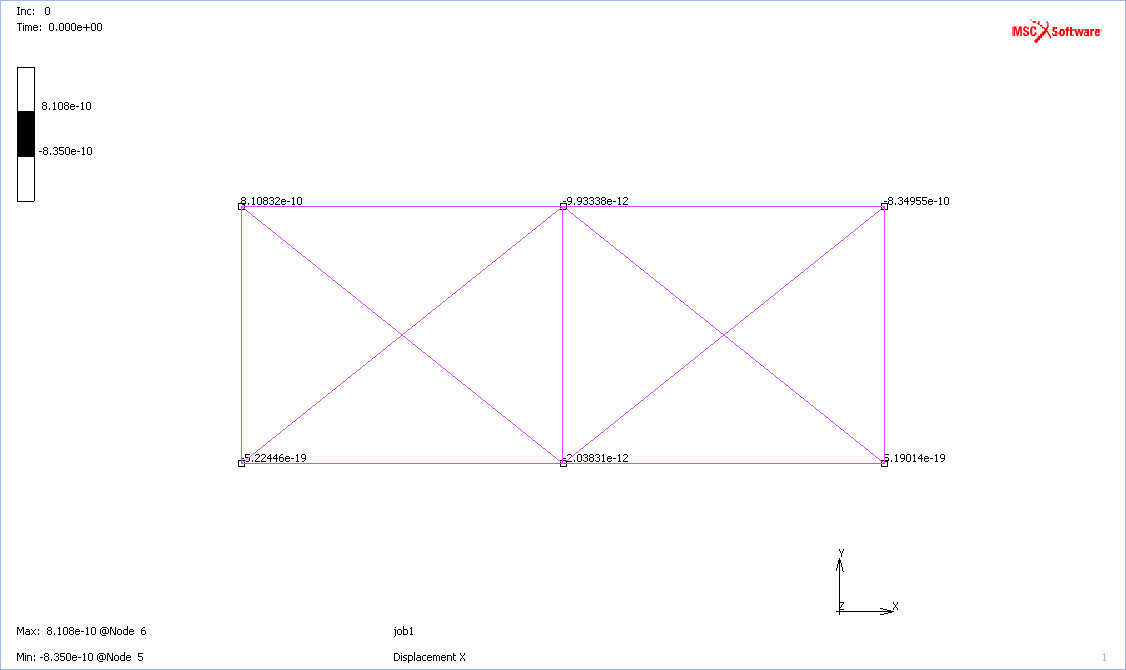 Inc: 0
Time: 0.000e+00
MSC Software
8.108e-10
-8.350e-10
8.10832e-10
-9.93338e-12
-8.34955e-10
-5.22446e-19
-2.03831e-12
5.19014e-19
Y
Z
X
Max: 8.108e-10 @Node 6
job1
Min: -8.350e-10 @Node 5
Displacement X
1